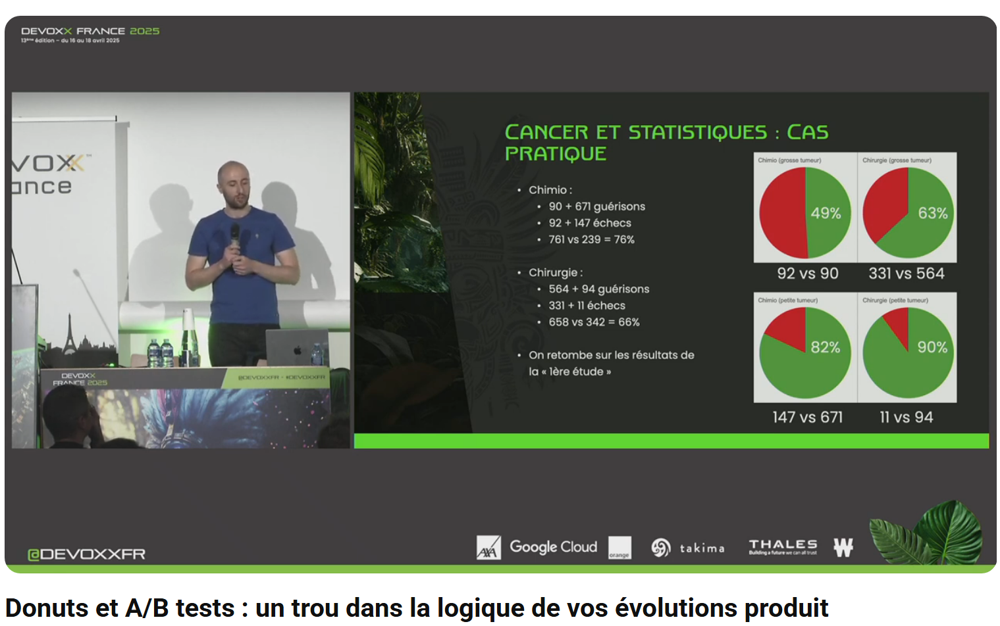 DEVOXX FRANCE 2025
13ème édition – du 16 au 18 avril 2025
VOXX™
ance
DEVOXX
FRANCE 2025
@DEVOXXFR - #DEVOXXFR
CANCER ET STATISTIQUES : CAS
PRATIQUE
• Chimio :
• 90 + 671 guérisons
• 92 + 147 échecs
• 761 vs 239 = 76%
• Chirurgie :
• 564 + 94 guérisons
• 331 + 11 échecs
• 658 vs 342 = 66%
• On retombe sur les résultats de
la « 1ère étude »
Chimio (grosse tumeur)
49%
92 vs 90
Chirurgie (grosse tumeur)
63%
331 vs 564
Chimio (petite tumeur)
82%
147 vs 671
Chirurgie (petite tumeur)
90%
11 vs 94
@DEVOXXFR
AXA
Google Cloud
orange
takima
THALES
Building a future we can all trust
W
Donuts et A/B tests : un trou dans la logique de vos évolutions produit